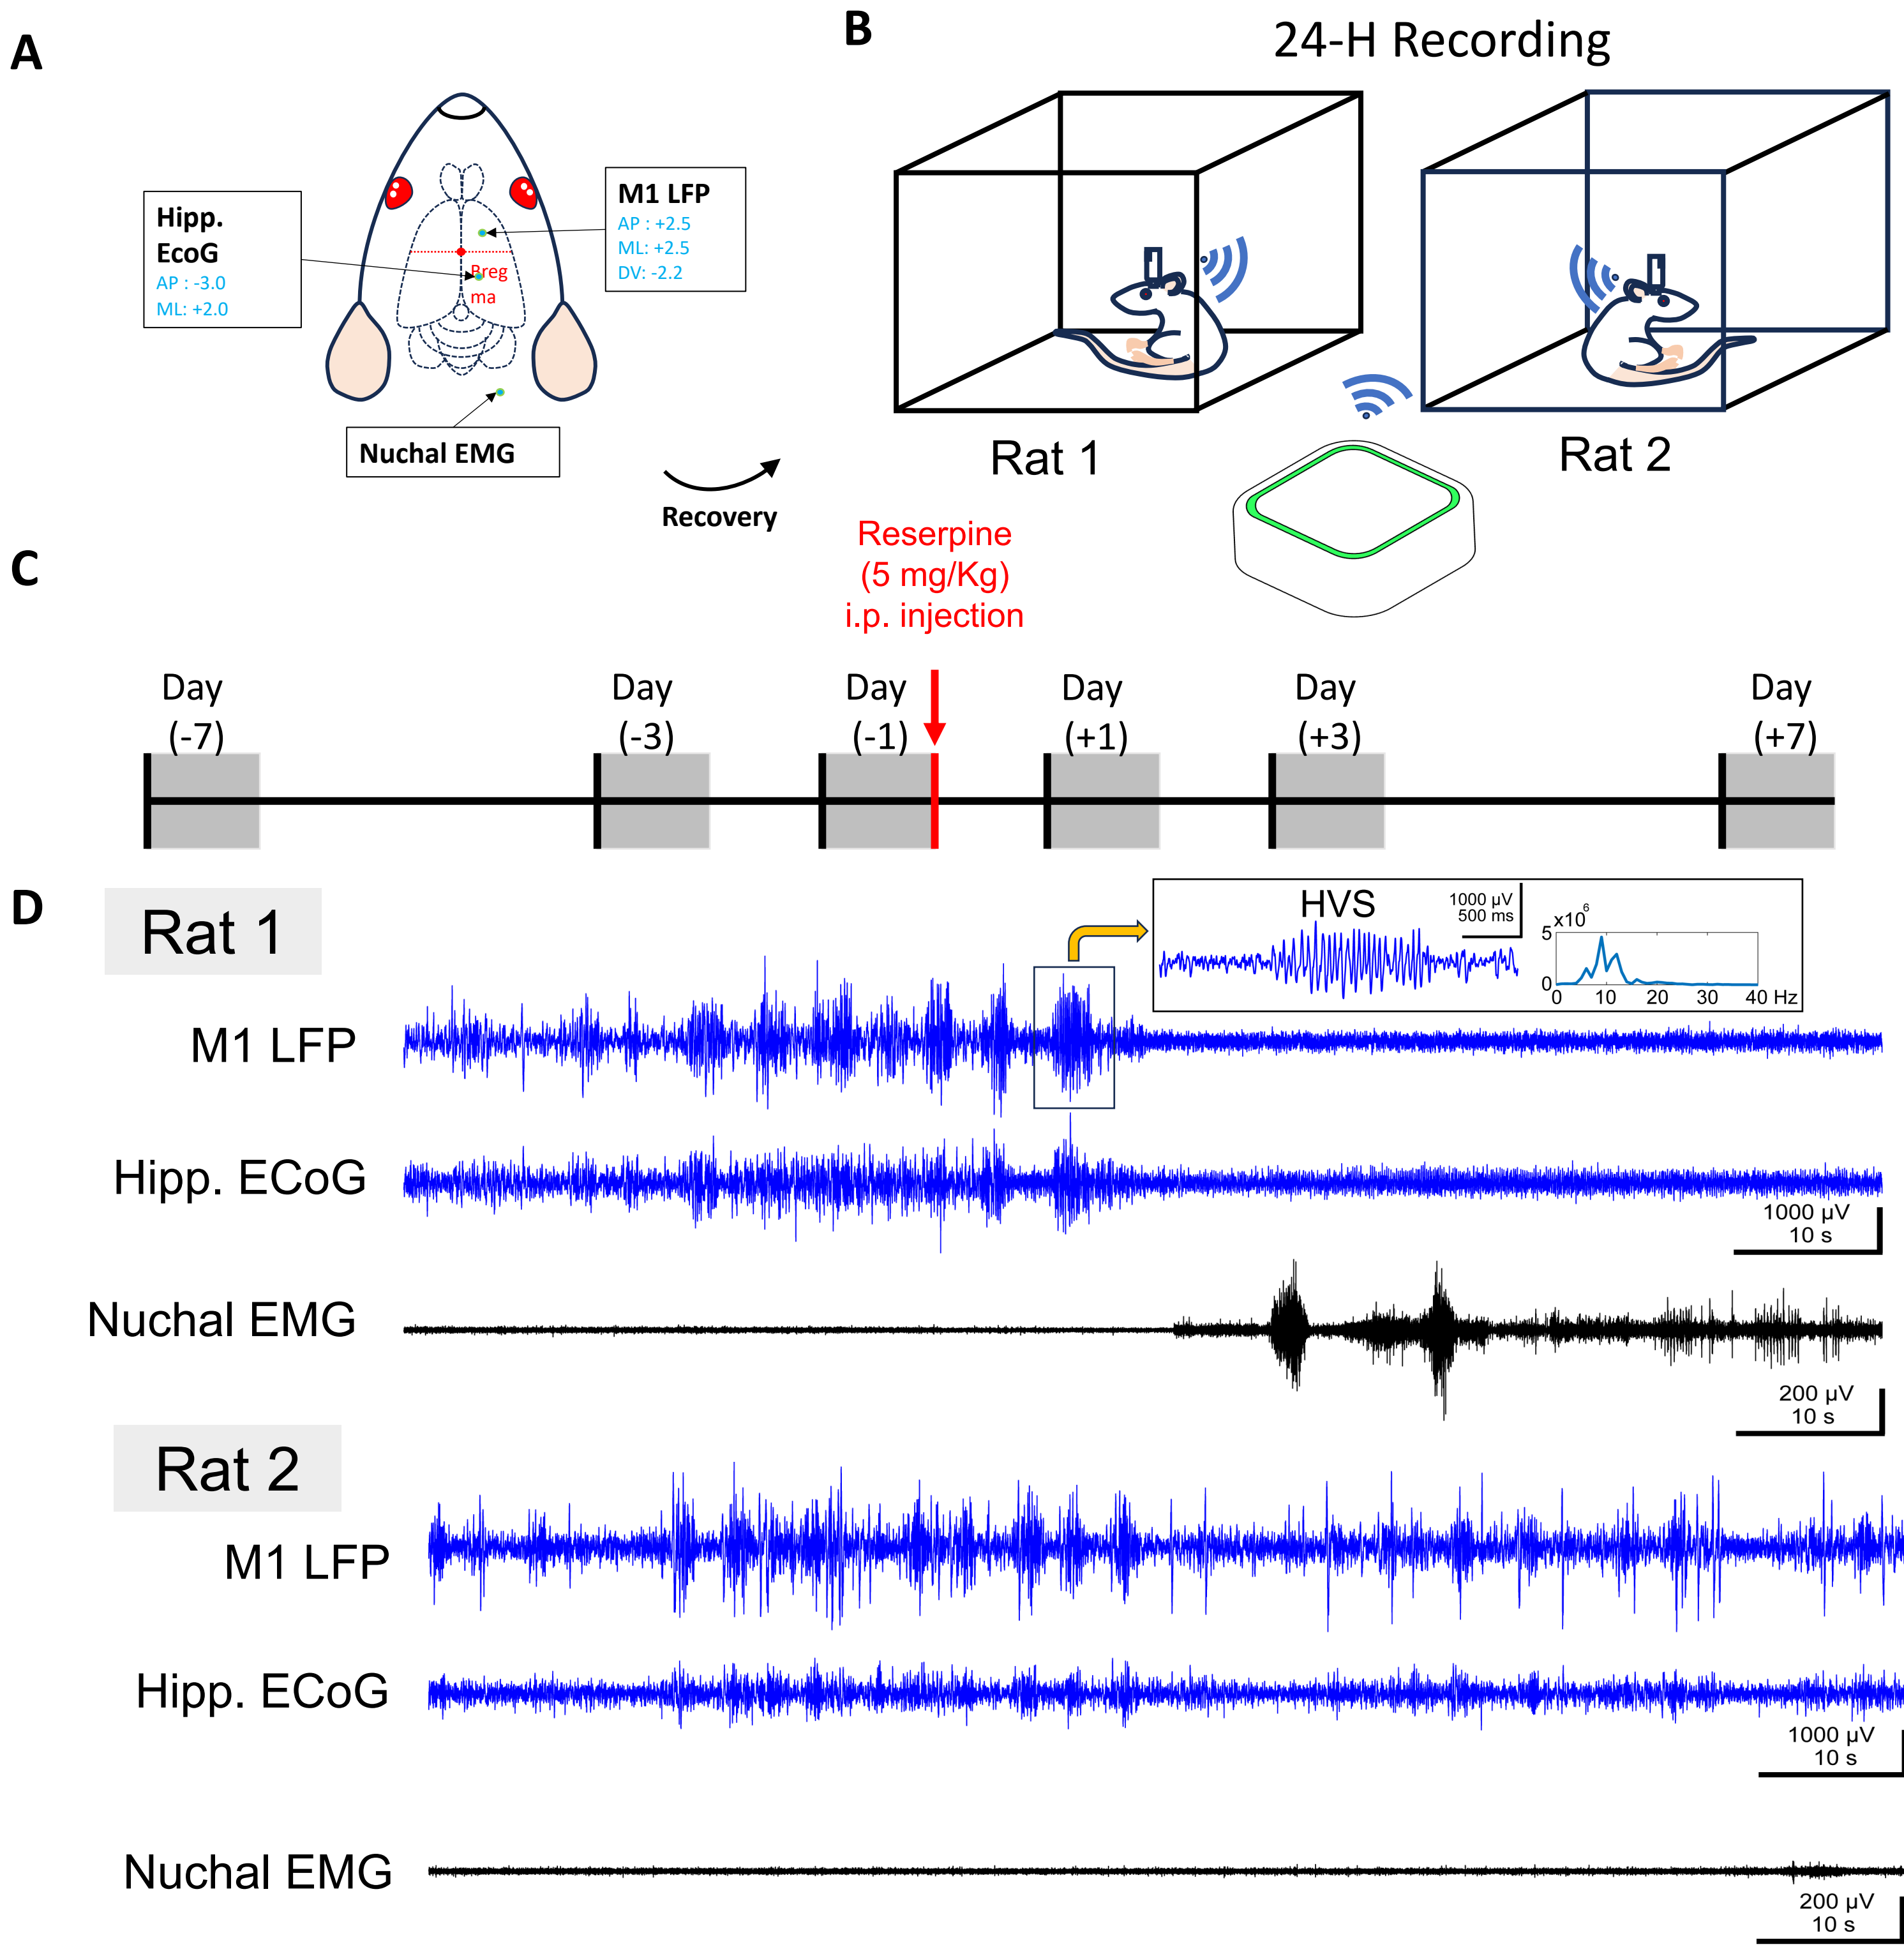 A
B
24-H Recording
Hipp.
EcoG
AP : -3.0
ML: +2.0
M1 LFP
AP : +2.5
ML: +2.5
DV: -2.2
Breg
ma
Nuchal EMG
Recovery
Rat 1
Rat 2
C
Reserpine
(5 mg/Kg)
i.p. injection
Day
(-7)
Day
(-3)
Day
(-1)
Day
(+1)
Day
(+3)
Day
(+7)
D
Rat 1
HVS
1000 µV
500 ms
x10⁶
5
0
0 10 20 30 40 Hz
M1 LFP
Hipp. ECoG
1000 µV
10 s
Nuchal EMG
200 µV
10 s
Rat 2
M1 LFP
Hipp. ECoG
1000 µV
10 s
Nuchal EMG
200 µV
10 s